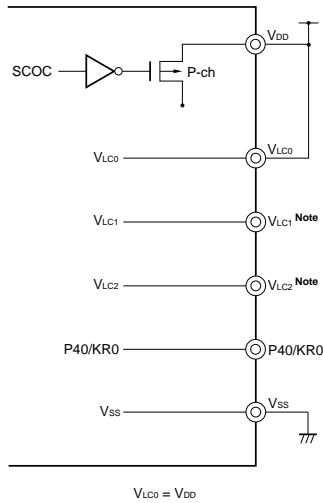 VDD
SCOC
P-ch
VLC0 VLC0
VLC1 VLC1 Note
VLC2 VLC2 Note
P40/KR0 P40/KR0
VSS VSS
VLC0 = VDD